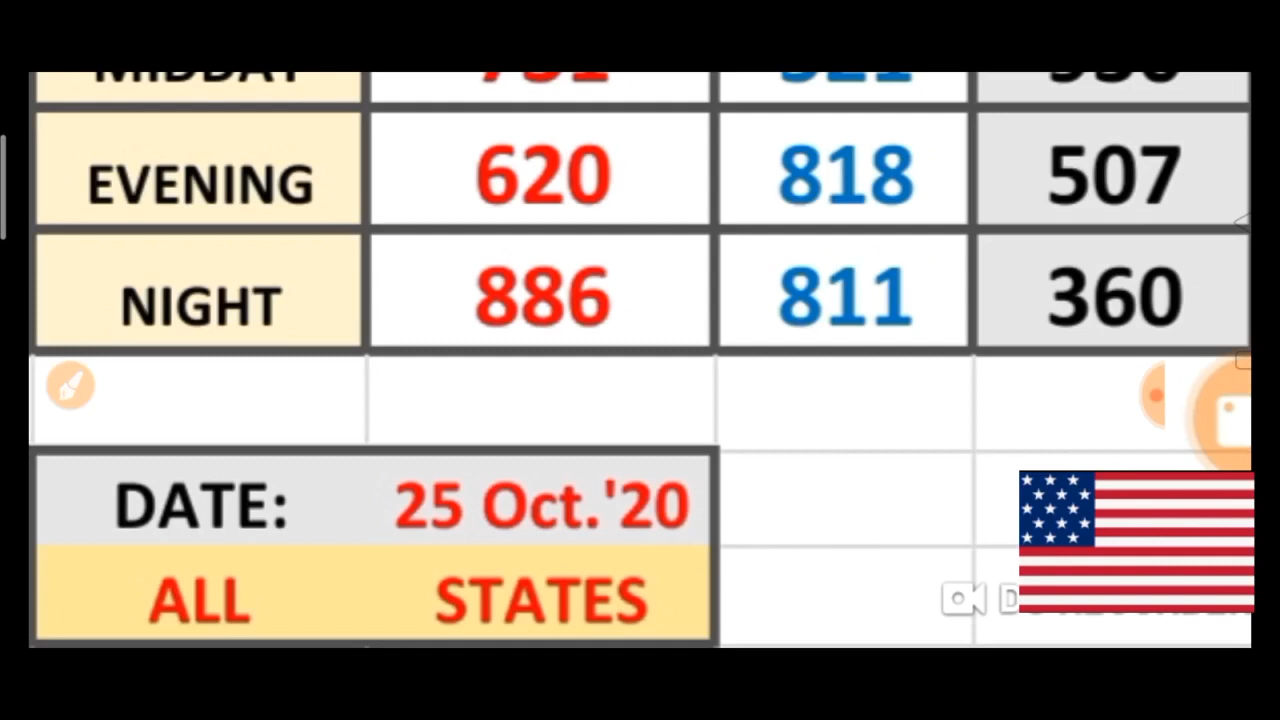 EVENING 620 818 507
NIGHT 886 811 360
DATE: 25 Oct.'20
ALL STATES